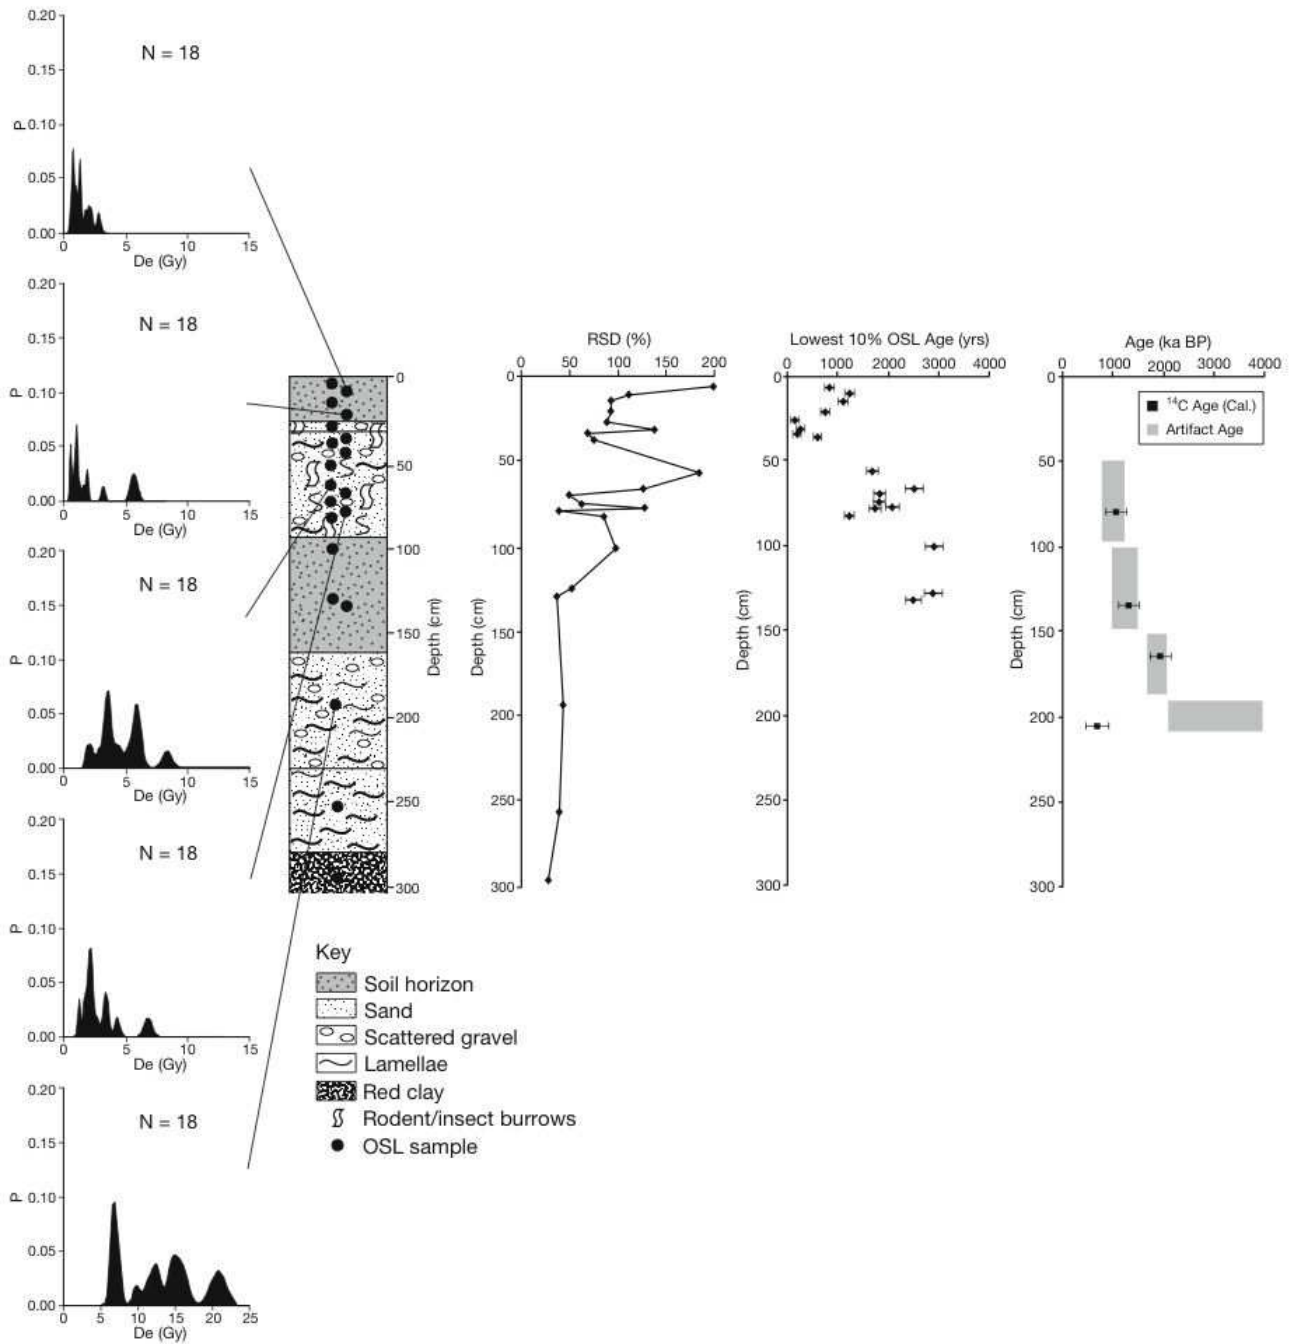 0.20
N = 18
0.15
0.10
P
0.05
0.00
0 5 10 15
De (Gy)
0.20
N = 18
0.15
0.10
P
0.05
0.00
0 5 10 15
De (Gy)
0.20
N = 18
0.15
0.10
P
0.05
0.00
0 5 10 15
De (Gy)
0.20
N = 18
0.15
0.10
P
0.05
0.00
0 5 10 15
De (Gy)
0.20
N = 18
0.15
0.10
P
0.05
0.00
0 5 10 15 20 25
De (Gy)
0
50
100
150
200
250
300
Depth (cm)
RSD (%)
0 50 100 150 200
0
50
100
150
200
250
300
Depth (cm)
Lowest 10% OSL Age (yrs)
0 1000 2000 3000 4000
0
50
100
150
200
250
300
Depth (cm)
Age (ka BP)
0 1000 2000 3000 4000
0
50
100
150
200
250
300
Depth (cm)
¹⁴C Age (Cal.)
Artifact Age
Key
Soil horizon
Sand
Scattered gravel
Lamellae
Red clay
Rodent/insect burrows
OSL sample